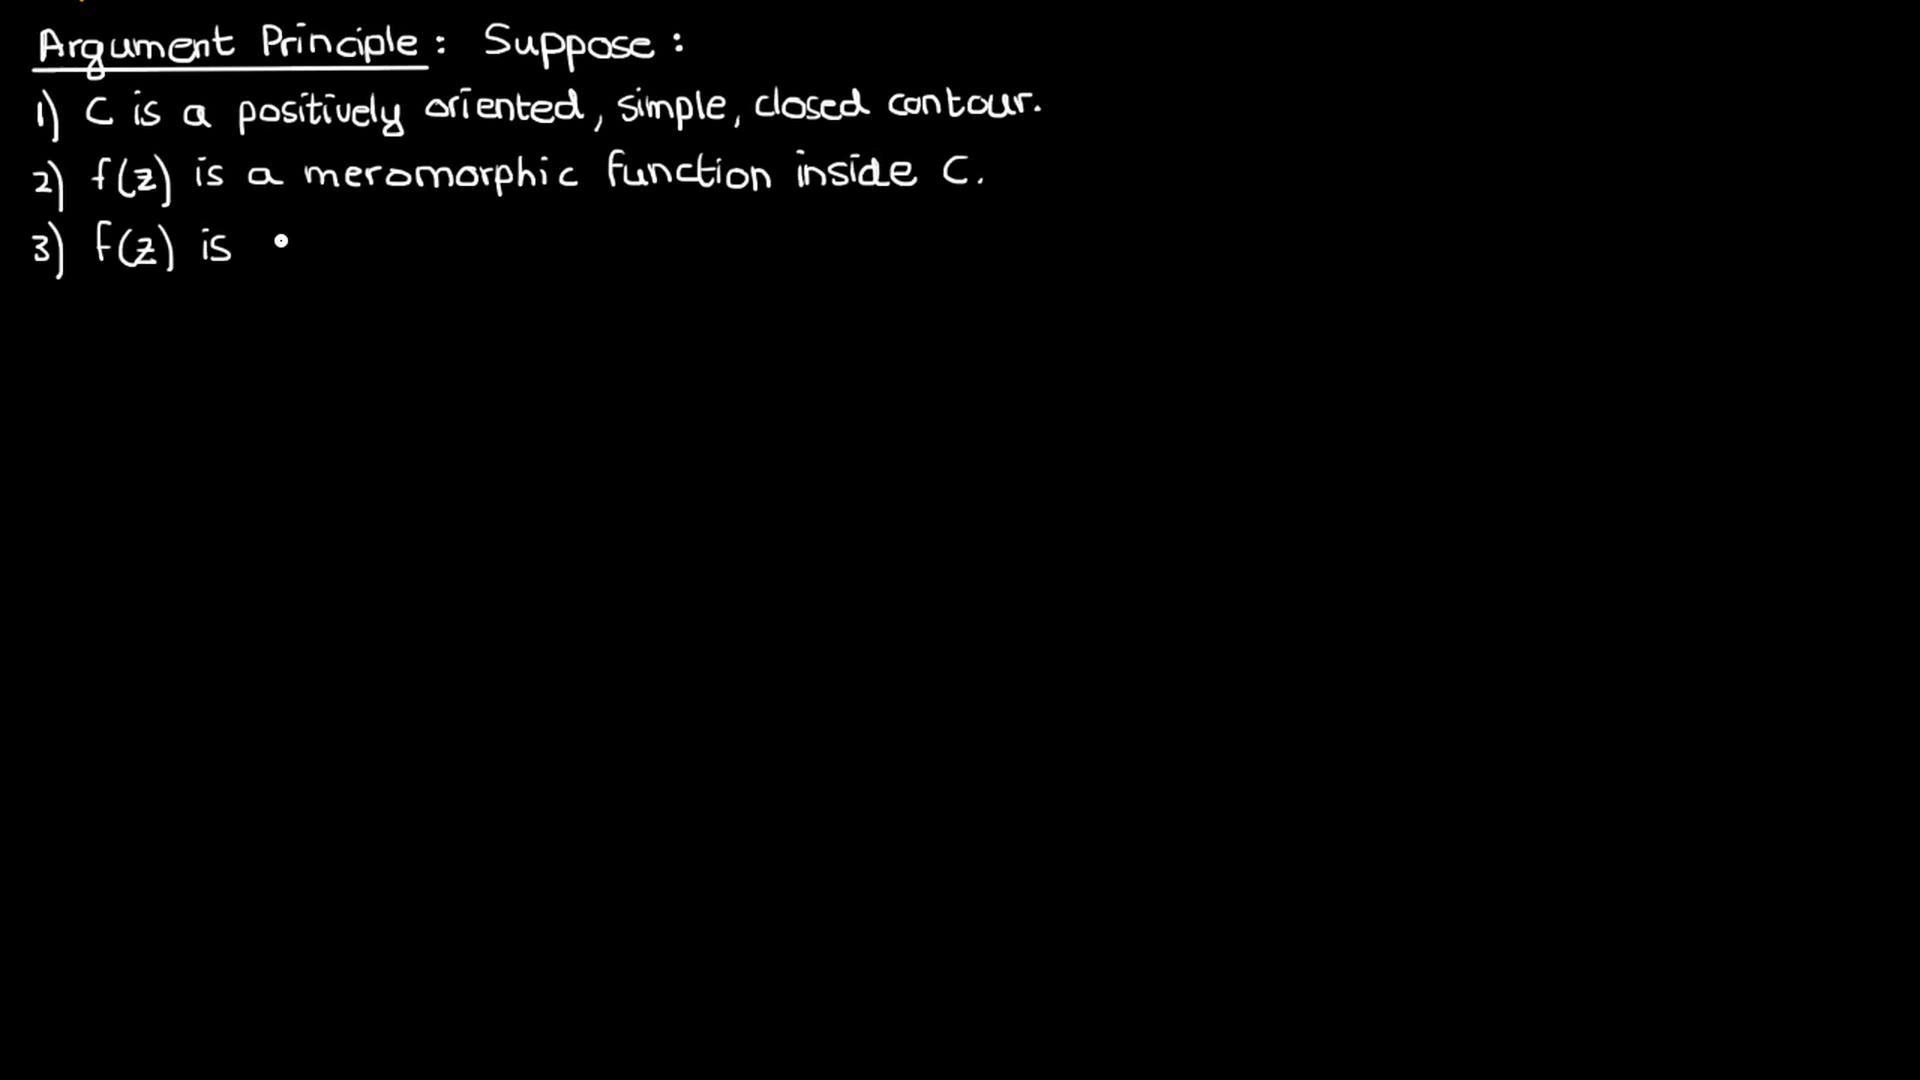 Argument Principle: Suppose:
1) C is a positively oriented, simple, closed contour.
2) f(z) is a meromorphic function inside C.
3) f(z) is